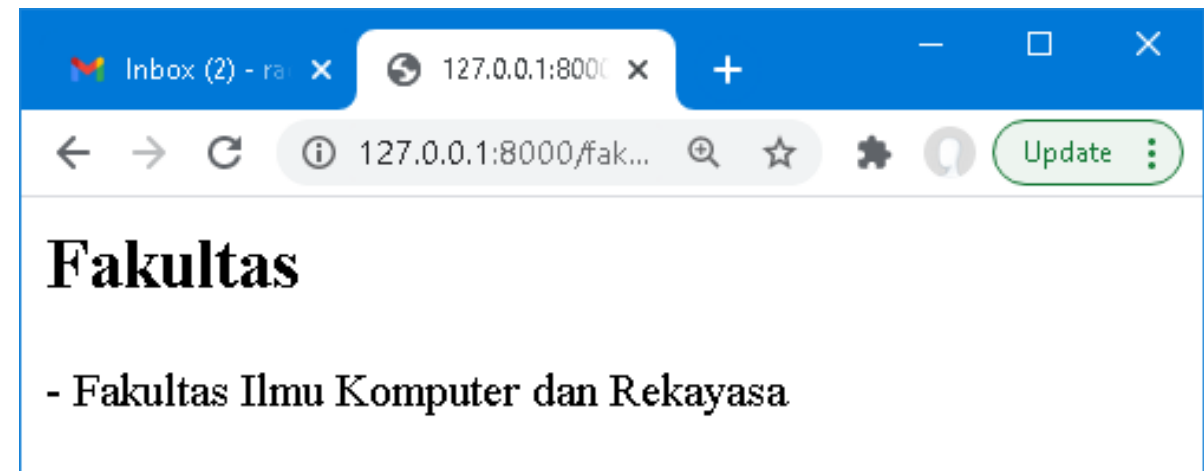 Inbox (2) - ra
127.0.0.1:8000
127.0.0.1:8000/fak...
Update
Fakultas
- Fakultas Ilmu Komputer dan Rekayasa